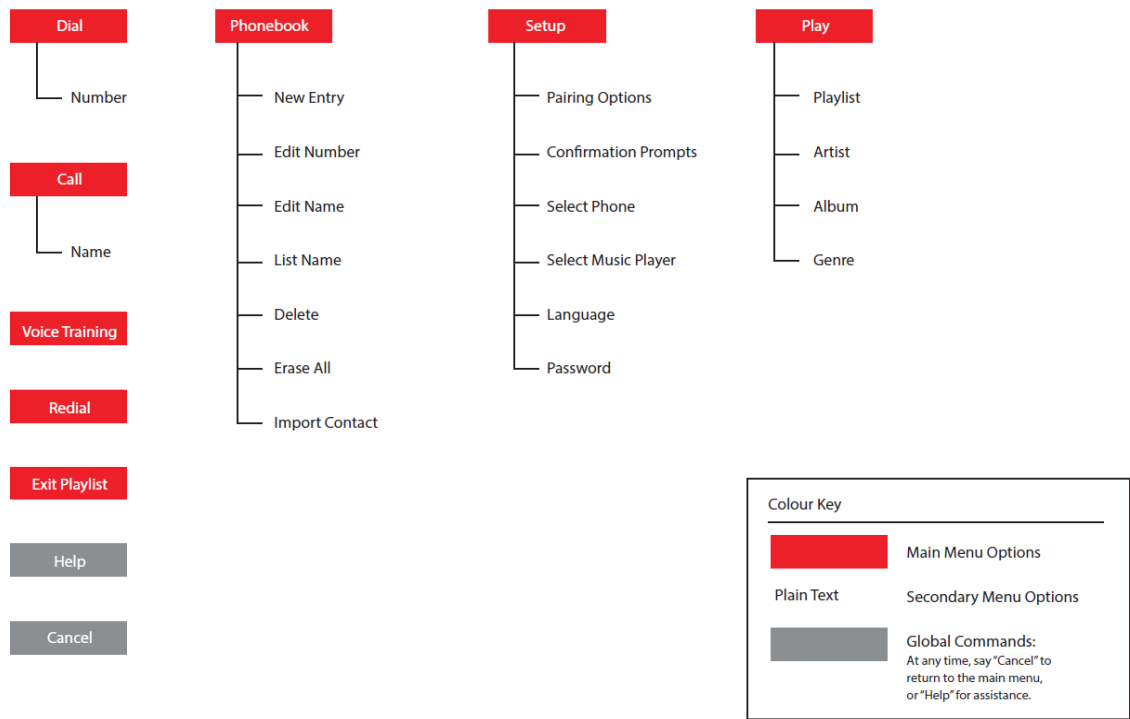 Dial
Number
Call
Name
Voice Training
Redial
Exit Playlist
Help
Cancel
Phonebook
New Entry
Edit Number
Edit Name
List Name
Delete
Erase All
Import Contact
Setup
Pairing Options
Confirmation Prompts
Select Phone
Select Music Player
Language
Password
Play
Playlist
Artist
Album
Genre
Colour Key
Main Menu Options
Plain Text
Secondary Menu Options
Global Commands:
At any time, say “Cancel” to
return to the main menu,
or “Help” for assistance.